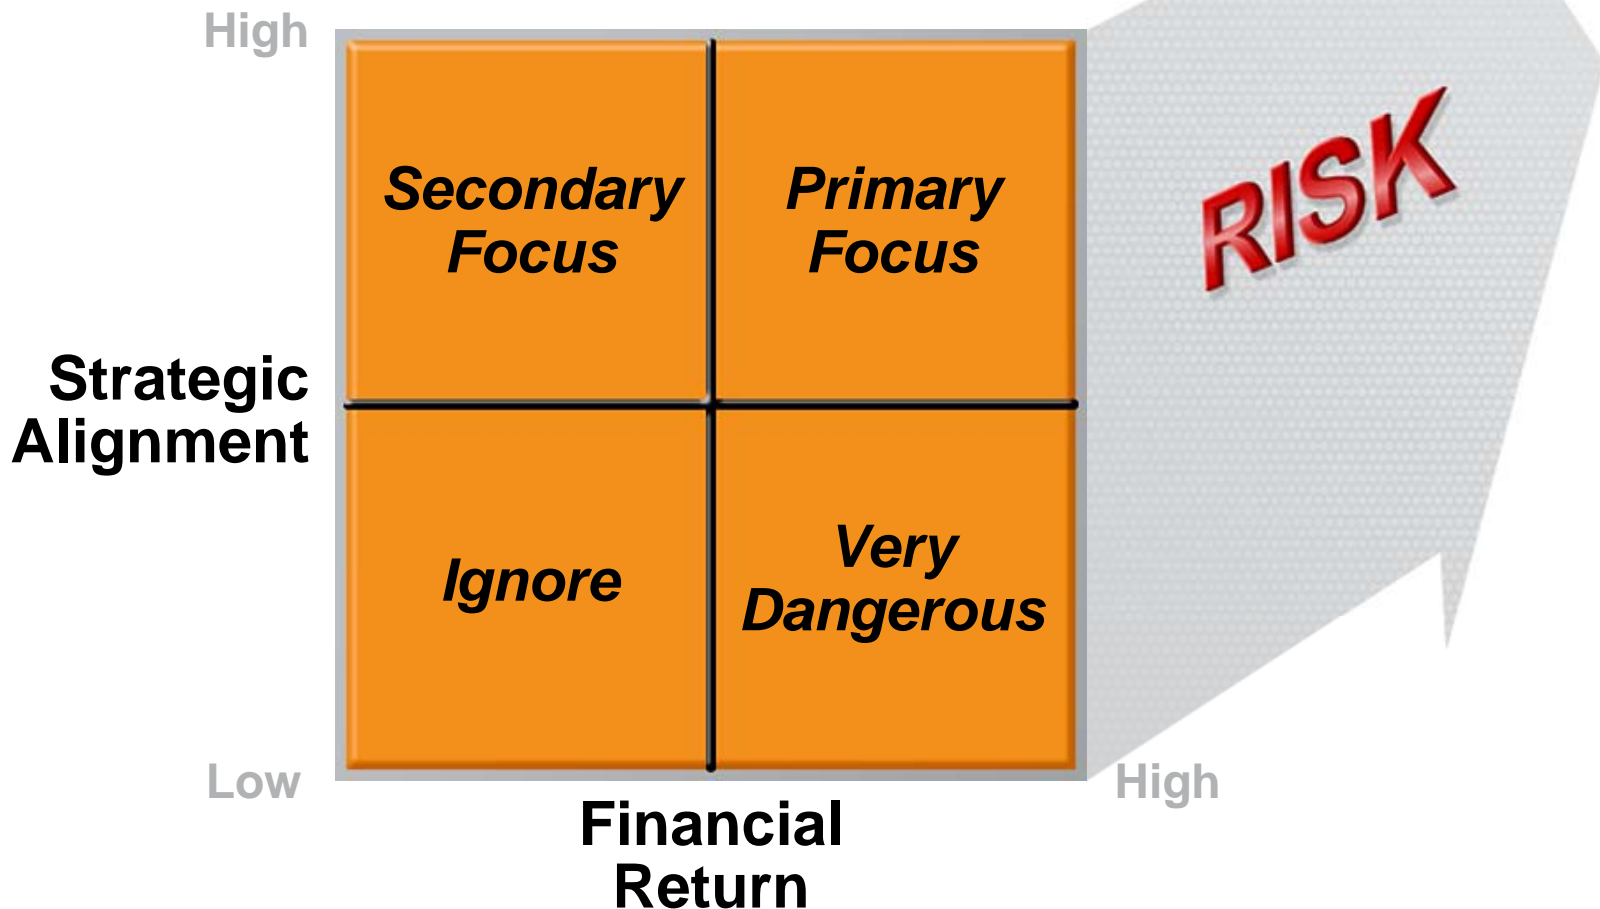 High
Secondary
Focus
Primary
Focus
RISK
Strategic
Alignment
Ignore
Very
Dangerous
Low
High
Financial
Return